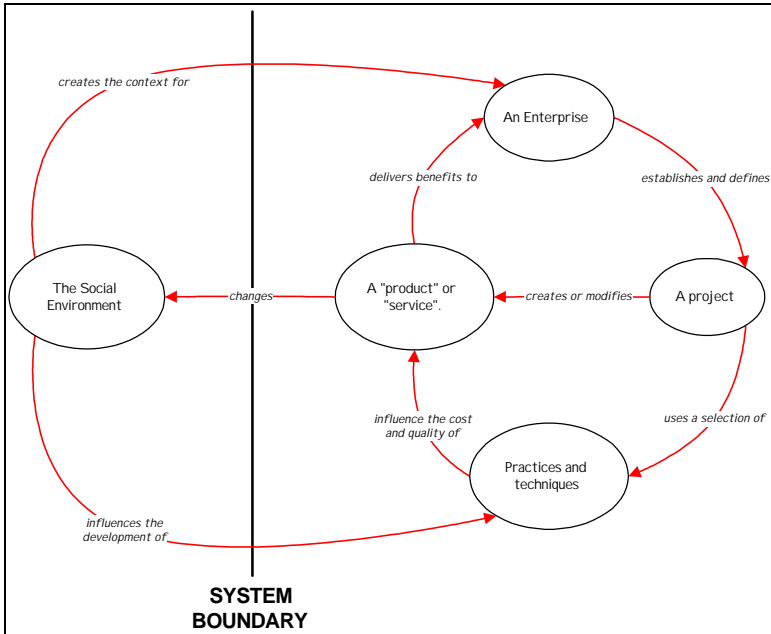 creates the context for
An Enterprise
delivers benefits to
establishes and defines
The Social
Environment
changes
A "product" or
"service".
creates or modifies
A project
influence the cost
and quality of
uses a selection of
Practices and
techniques
influences the
development of
SYSTEM
BOUNDARY